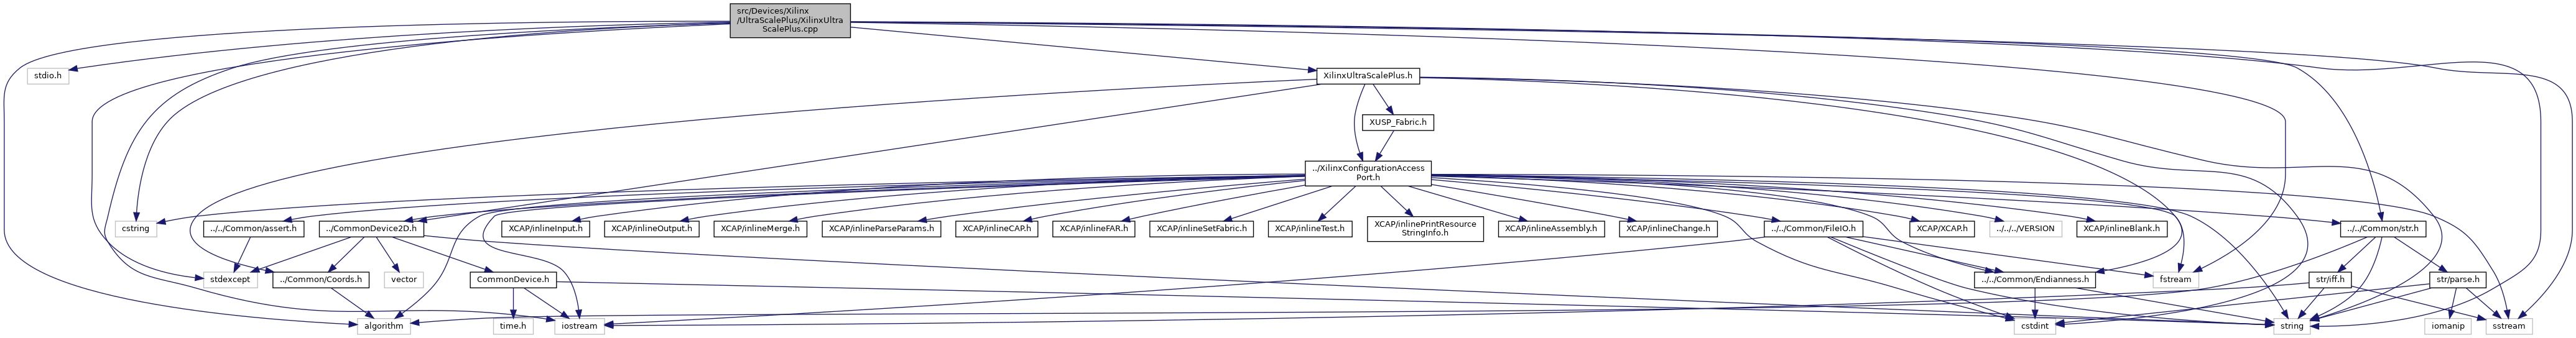 src/Devices/Xilinx
/UltraScalePlus/XilinxUltra
ScalePlus.cpp
stdio.h
XilinxUltraScalePlus.h
XUSP_Fabric.h
../XilinxConfigurationAccess
Port.h
cstring
../../Common/assert.h
../CommonDevice2D.h
XCAP/inlineInput.h
XCAP/inlineOutput.h
XCAP/inlineMerge.h
XCAP/inlineParseParams.h
XCAP/inlineCAP.h
XCAP/inlineFAR.h
XCAP/inlineSetFabric.h
XCAP/inlineTest.h
XCAP/inlinePrintResource
StringInfo.h
XCAP/inlineAssembly.h
XCAP/inlineChange.h
../../Common/FileIO.h
XCAP/XCAP.h
../../../VERSION
XCAP/inlineBlank.h
../../Common/str.h
stdexcept
../Common/Coords.h
vector
CommonDevice.h
../../Common/Endianness.h
fstream
str/iff.h
str/parse.h
algorithm
time.h
iostream
cstdint
string
iomanip
sstream